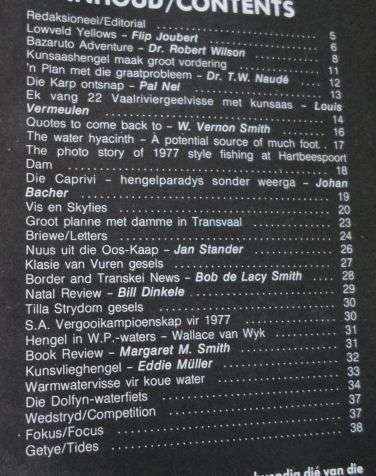 INHOUD/CONTENTS
Redaksioneel/Editorial ........ 5
Lowveld Yellows - Flip Joubert ........ 6
Bazaruto Adventure - Dr. Robert Wilson ........ 8
Kunsaashengel maak groot vordering ........ 11
'n Plan met die graatprobleem - Dr. T.W. Naudé ........ 12
Die Karp ontsnap - Pal Nel ........ 13
Ek vang 22 Vaalriviergeelvisse met kunsaas - Louis
Vermeulen ........ 14
Quotes to come back to - W. Vernon Smith ........ 16
The water hyacinth - A potential source of much foot. . 17
The photo story of 1977 style fishing at Hartbeespoort
Dam ........ 18
Die Caprivi - hengelparadys sonder weerga - Johan
Bacher ........ 19
Vis en Skyfies ........ 20
Groot planne met damme in Transvaal ........ 23
Briewe/Letters ........ 24
Nuus uit die Oos-Kaap - Jan Stander ........ 26
Klasie van Vuren gesels ........ 27
Border and Transkei News - Bob de Lacy Smith ........ 28
Natal Review - Bill Dinkele ........ 29
Tilla Strydom gesels ........ 30
S.A. Vergooikampioenskap vir 1977 ........ 30
Hengel in W.P.-waters - Wallace van Wyk ........ 31
Book Review - Margaret M. Smith ........ 31
Kunsvlieghengel - Eddie Müller ........ 32
Warmwatervisse vir koue water ........ 33
Die Dolfyn-waterfiets ........ 34
Wedstryd/Competition ........ 37
Fokus/Focus ........ 37
Getye/Tides ........ 38
dié van die